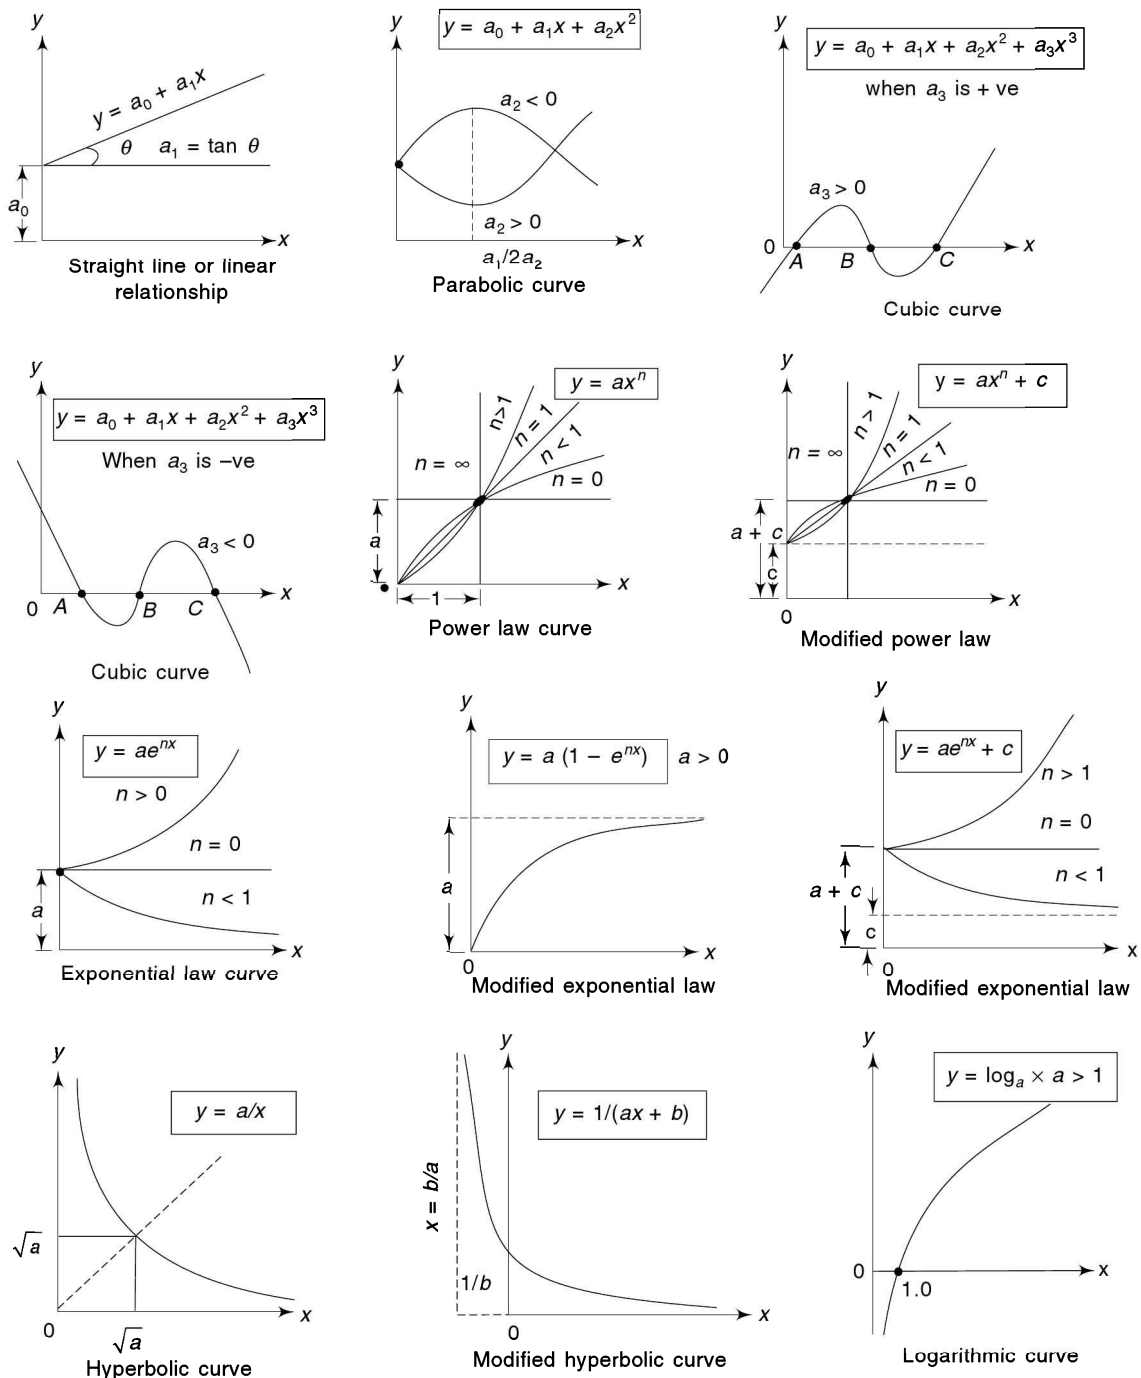 y
y = a₀ + a₁x
θ a₁ = tan θ
a₀
x
Straight line or linear
relationship
y
y = a₀ + a₁x + a₂x²
a₂ < 0
a₂ > 0
x
a₁/2a₂
Parabolic curve
y
y = a₀ + a₁x + a₂x² + a₃x³
when a₃ is + ve
a₃ > 0
0
A
B
C
x
Cubic curve
y
y = a₀ + a₁x + a₂x² + a₃x³
When a₃ is –ve
a₃ < 0
0
A
B
C
x
Cubic curve
y
y = axⁿ
n>1
n = 1
n < 1
n = ∞
n = 0
a
x
1
Power law curve
y
y = axⁿ + c
n > 1
n = 1
n < 1
n = ∞
n = 0
a + c
c
x
0
Modified power law
y
y = aeⁿˣ
n > 0
n = 0
n < 1
a
x
Exponential law curve
y
y = a (1 – eⁿˣ) a > 0
a
x
0
Modified exponential law
y
y = aeⁿˣ + c
n > 1
n = 0
n < 1
a + c
c
x
0
Modified exponential law
y
y = a/x
√a
x
0
√a
Hyperbolic curve
y
y = 1/(ax + b)
x = b/a
1/b
x
0
Modified hyperbolic curve
y
y = logₐ × a > 1
0
x
1.0
Logarithmic curve